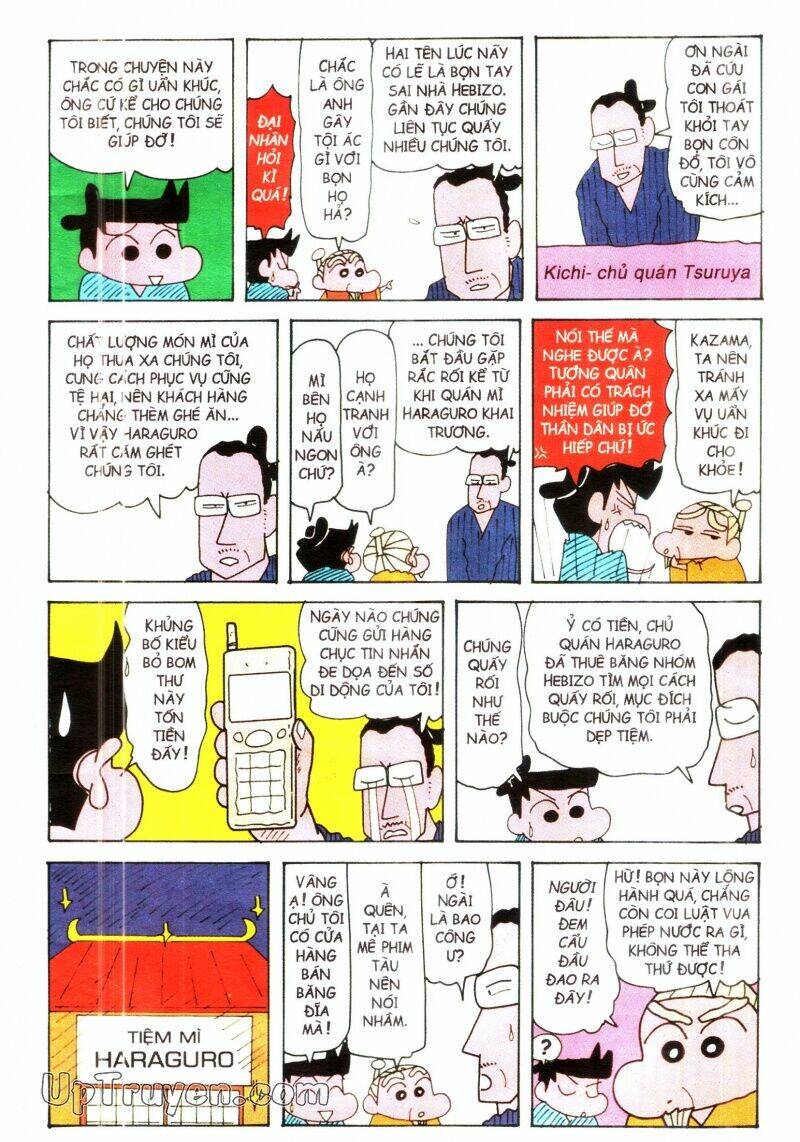 ƠN NGÀI
ĐÃ CỨU
CON GÁI
TÔI THOÁT
KHỎI TAY
BỌN CÔN
ĐỒ, TÔI VÔ
CÙNG CẢM
KÍCH...
Kichi- chủ quán Tsuruya
HAI TÊN LÚC NÃY
CÓ LẼ LÀ BỌN TAY
SAI NHÀ HEBIZO.
GẦN ĐÂY CHÚNG
LIÊN TỤC QUẤY
NHIỄU CHÚNG TÔI.
CHẮC
LÀ ÔNG
ANH
GÂY
TỘI ÁC
GÌ VỚI
BỌN
HỌ
HẢ?
ĐẠI
NHÂN
HỎI
KÌ
QUÁ!
TRONG CHUYỆN NÀY
CHẮC CÓ GÌ UẨN KHÚC,
ÔNG CỨ KỂ CHO CHÚNG
TÔI BIẾT, CHÚNG TÔI SẼ
GIÚP ĐỠ!
KAZAMA,
TA NÊN
TRÁNH
XA MẤY
VỤ UẨN
KHÚC ĐI
CHO
KHỎE!
NÓI THẾ MÀ
NGHE ĐƯỢC À?
TƯỚNG QUÂN
PHẢI CÓ TRÁCH
NHIỆM GIÚP ĐỠ
THẦN DÂN BỊ ỨC
HIẾP CHỨ!
... CHÚNG TÔI
BẮT ĐẦU GẶP
RẮC RỐI KỂ TỪ
KHI QUÁN MÌ
HARAGURO KHAI
TRƯƠNG.
HỌ
CẠNH
TRANH
VỚI
ÔNG
À?
MÌ
BÊN
HỌ
NẤU
NGON
CHỨ?
CHẤT LƯỢNG MÓN MÌ CỦA
HỌ THUA XA CHÚNG TÔI,
CUNG CÁCH PHỤC VỤ CŨNG
TỆ HẠI, NÊN KHÁCH HÀNG
CHẲNG THÈM GHÉ ĂN...
VÌ VẬY HARAGURO
RẤT CĂM GHÉT
CHÚNG TÔI.
Ỷ CÓ TIỀN, CHỦ
QUÁN HARAGURO
ĐÃ THUÊ BĂNG NHÓM
HEBIZO TÌM MỌI CÁCH
QUẤY RỐI, MỤC ĐÍCH
BUỘC CHÚNG TÔI PHẢI
DẸP TIỆM.
CHÚNG
QUẤY
RỐI
NHƯ
THẾ
NÀO?
NGÀY NÀO CHÚNG
CŨNG GỬI HÀNG
CHỤC TIN NHẮN
ĐE DỌA ĐẾN SỐ
DI ĐỘNG CỦA TÔI!
KHỦNG
BỐ KIỂU
BỎ BOM
THƯ
NÀY
TỐN
TIỀN
ĐẤY!
HỪ! BỌN NÀY LỘNG
HÀNH QUÁ, CHẲNG
CÒN COI LUẬT VUA
PHÉP NƯỚC RA GÌ,
KHÔNG THỂ THA
THỨ ĐƯỢC!
NGƯỜI
ĐÂU!
ĐEM
CẨU
ĐẦU
ĐAO RA
ĐÂY!
?
Ớ!
NGÀI
LÀ BAO
CÔNG
Ư?
À
QUÊN,
TẠI TA
MÊ PHIM
TÀU
NÊN
NÓI
NHẦM.
VÂNG
Ạ! ÔNG
CHỦ TÔI
CÓ CỬA
HÀNG
BÁN
BĂNG
ĐĨA
MÀ!
TIỆM MÌ
HARAGURO
UpTruyen.com